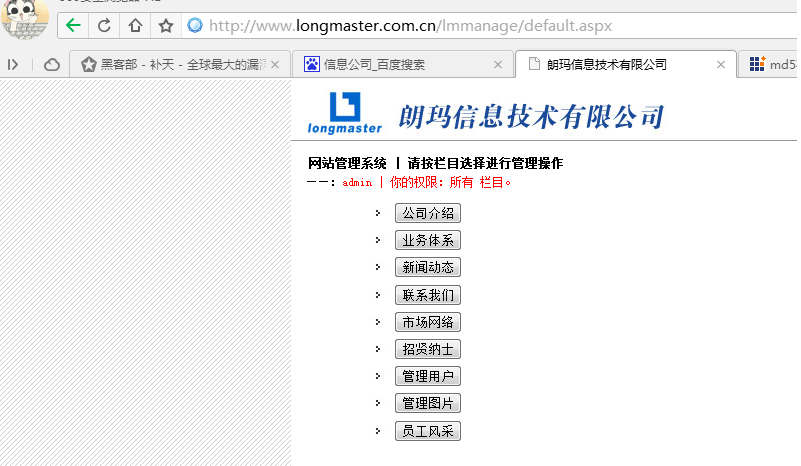 http://www.longmaster.com.cn/lmmanage/default.aspx
黑客部 - 补天 - 全球最大的漏洞
信息公司_百度搜索
朗玛信息技术有限公司
md5
longmaster 朗玛信息技术有限公司
网站管理系统 | 请按栏目选择进行管理操作
——: admin | 你的权限: 所有 栏目。
公司介绍
业务体系
新闻动态
联系我们
市场网络
招贤纳士
管理用户
管理图片
员工风采